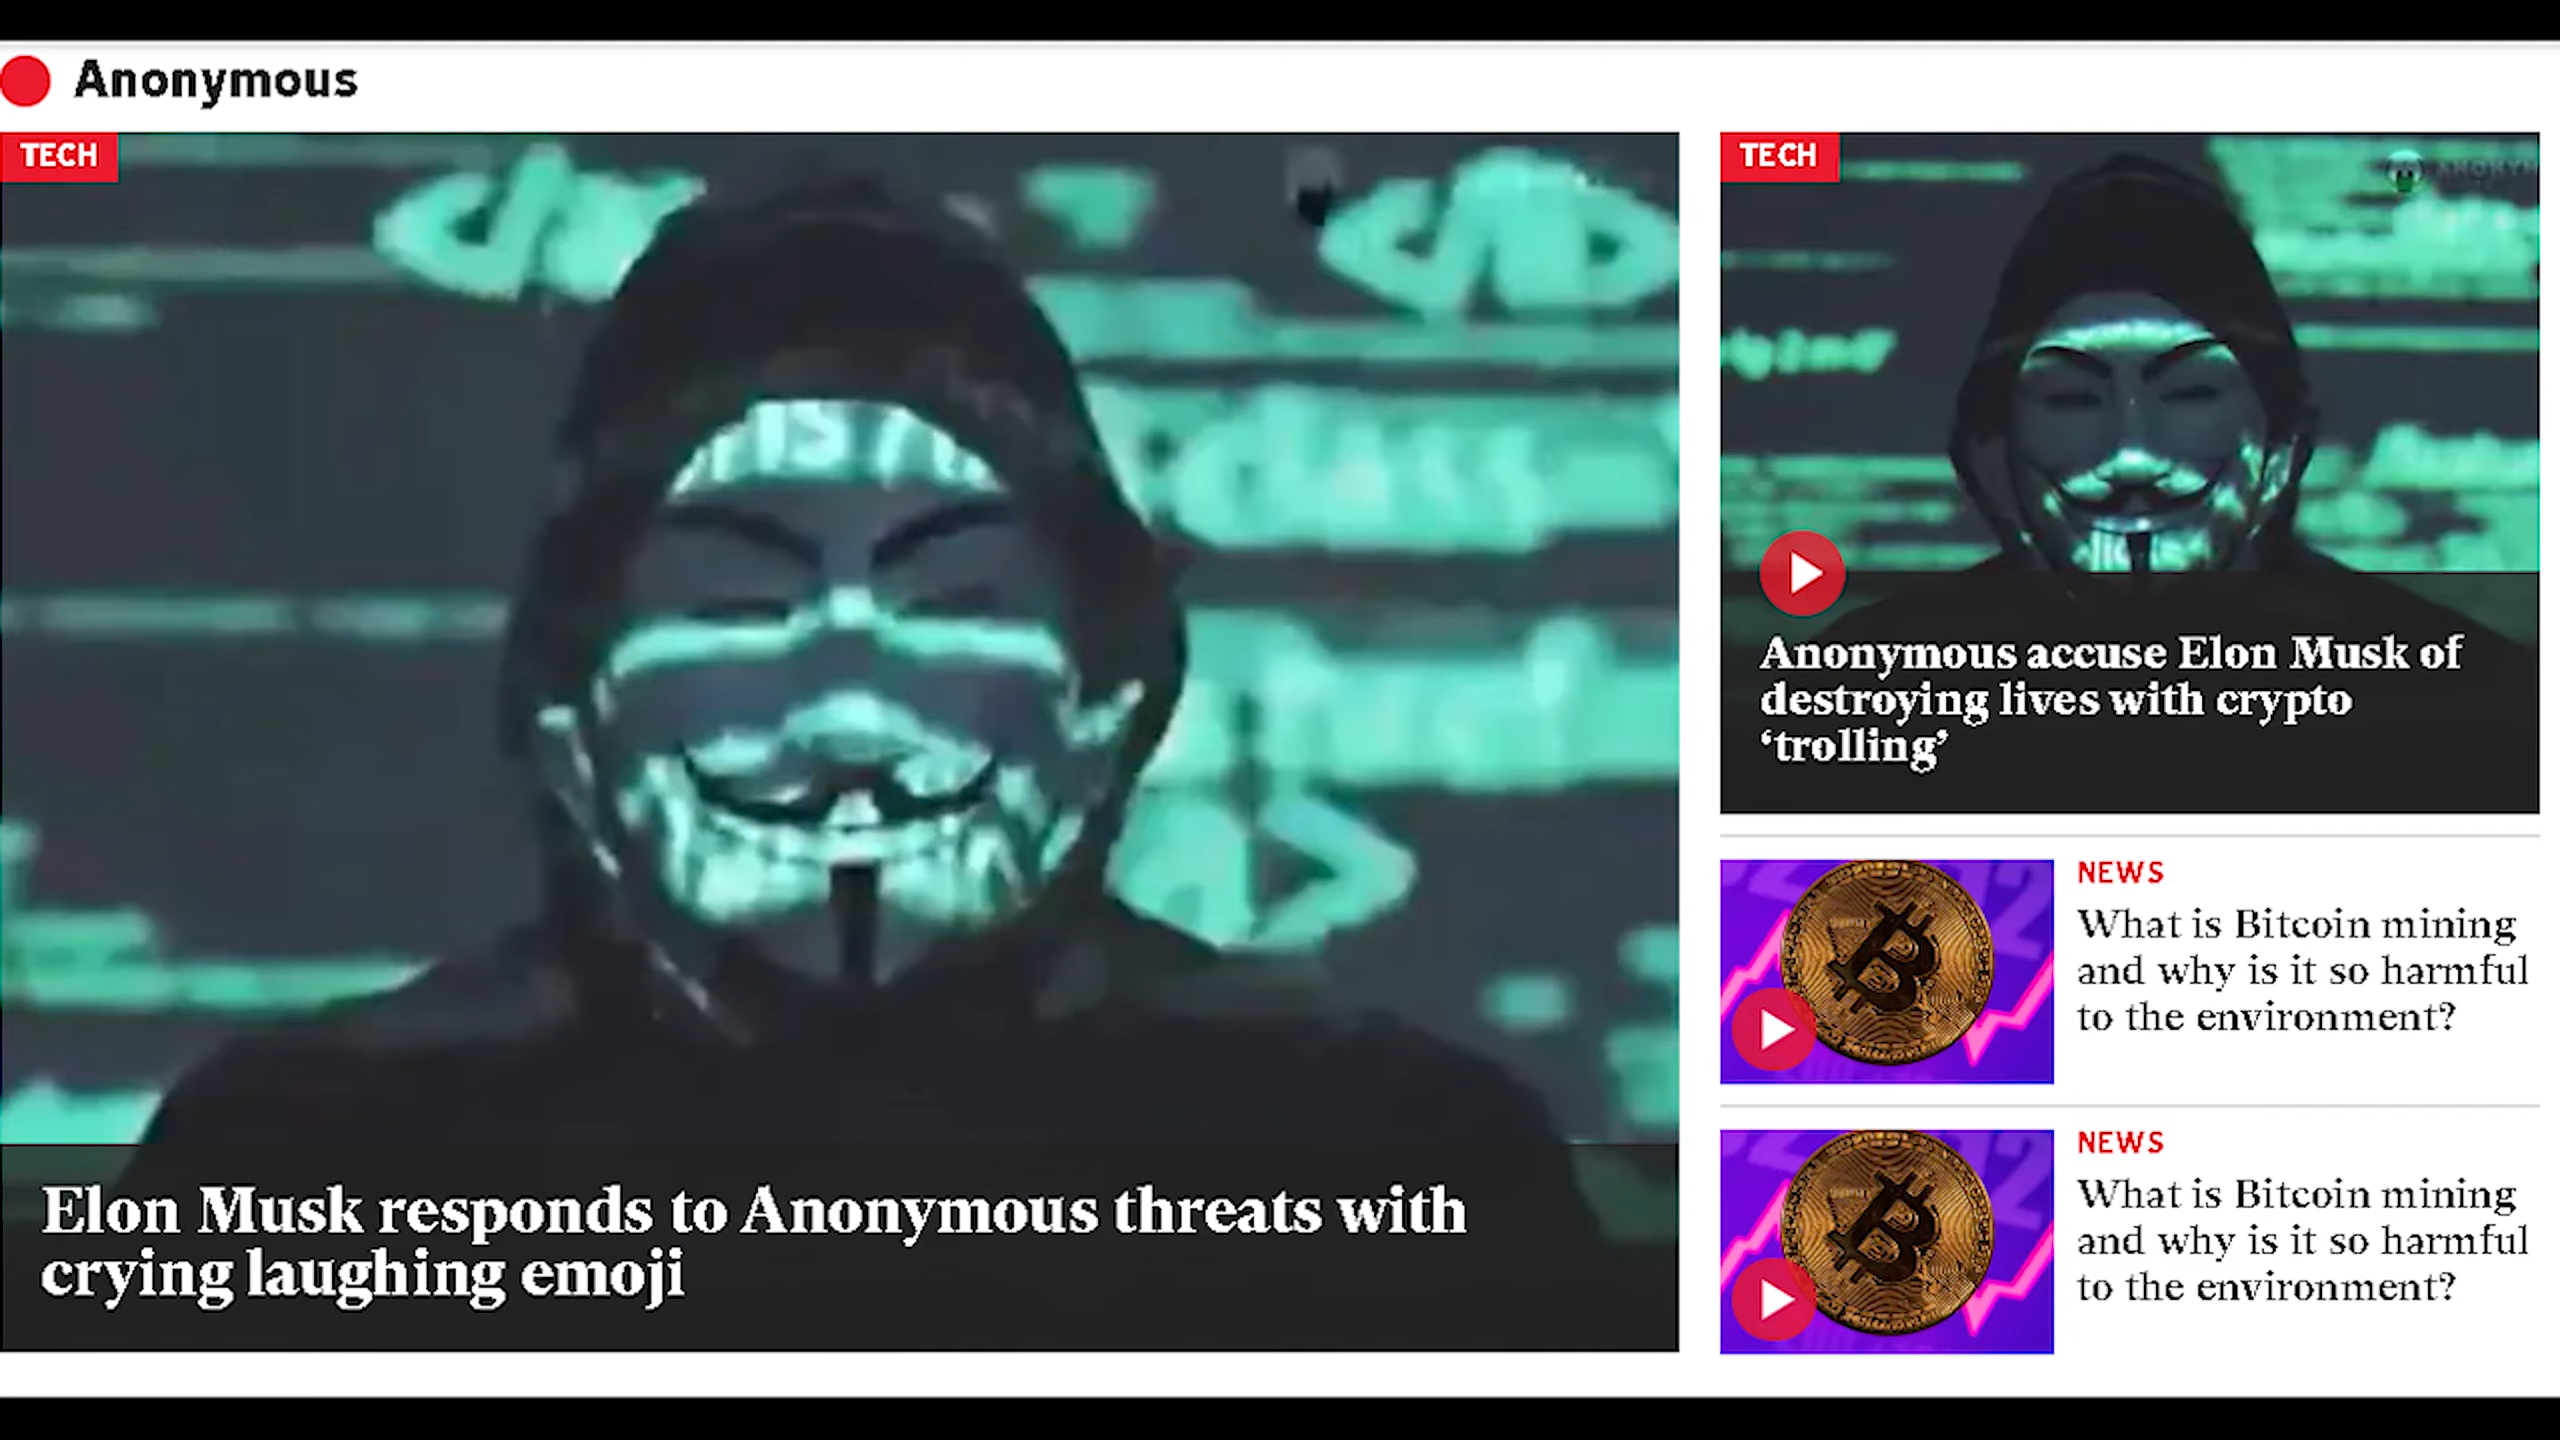 Anonymous
TECH
Elon Musk responds to Anonymous threats with
crying laughing emoji
TECH
Anonymous accuse Elon Musk of
destroying lives with crypto
‘trolling’
NEWS
What is Bitcoin mining
and why is it so harmful
to the environment?
NEWS
What is Bitcoin mining
and why is it so harmful
to the environment?